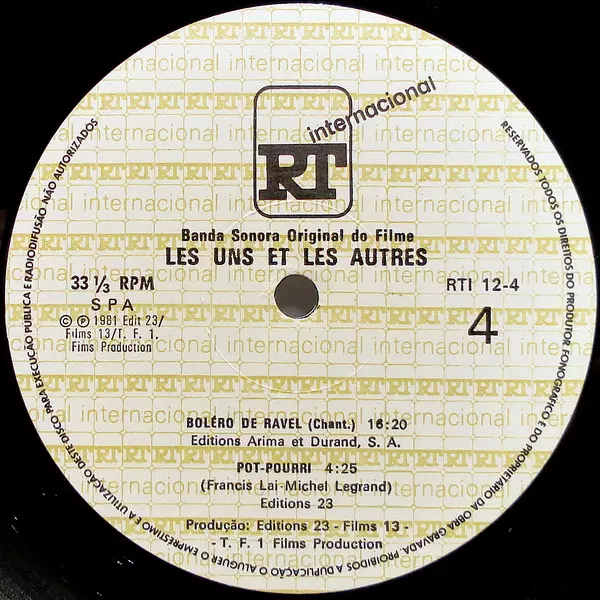 RT
internacional
Banda Sonora Original do Filme
LES UNS ET LES AUTRES
33 1/3 RPM
SPA
© ℗ 1981 Edit 23/
Films 13/T. F. 1.
Fims Production
RTI 12-4
4
BOLÉRO DE RAVEL (Chant.) 16:20
Editions Arima et Durand, S. A.
POT-POURRI 4:25
(Francis Lai-Michel Legrand)
Editions 23
Produção: Editions 23 - Films 13 -
- T. F. 1 Films Production
RESERVADOS TODOS OS DIREITOS DO PRODUTOR FONOGRÁFICO E DO PROPRIETÁRIO DA OBRA GRAVADA. PROIBIDOS A DUPLICAÇÃO O ALUGUER O EMPRÉSTIMO E A UTILIZAÇÃO DESTE DISCO PARA EXECUÇÃO PÚBLICA E RADIODIFUSÃO NÃO AUTORIZADOS